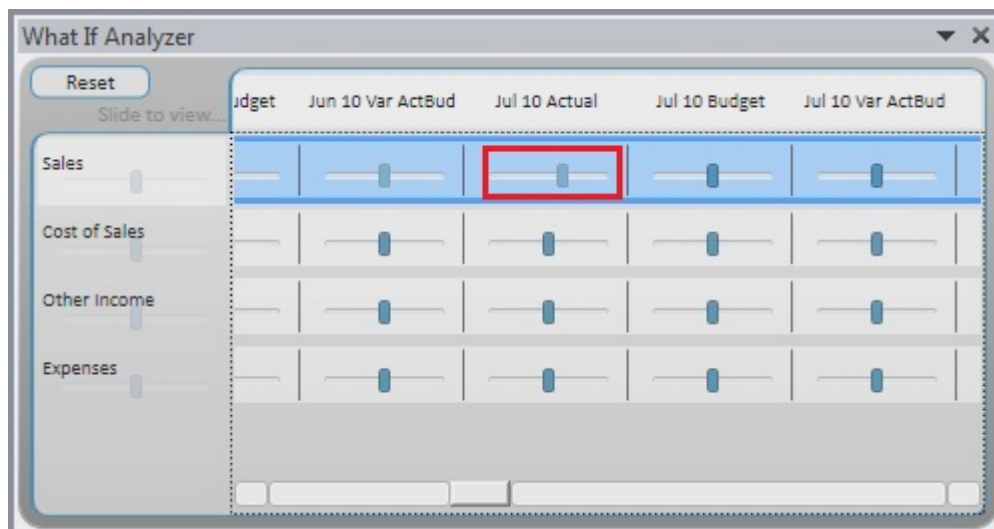 What If Analyzer
Reset
Slide to view...
Jun 10 Var ActBud Jul 10 Actual Jul 10 Budget Jul 10 Var ActBud
Sales
Cost of Sales
Other Income
Expenses